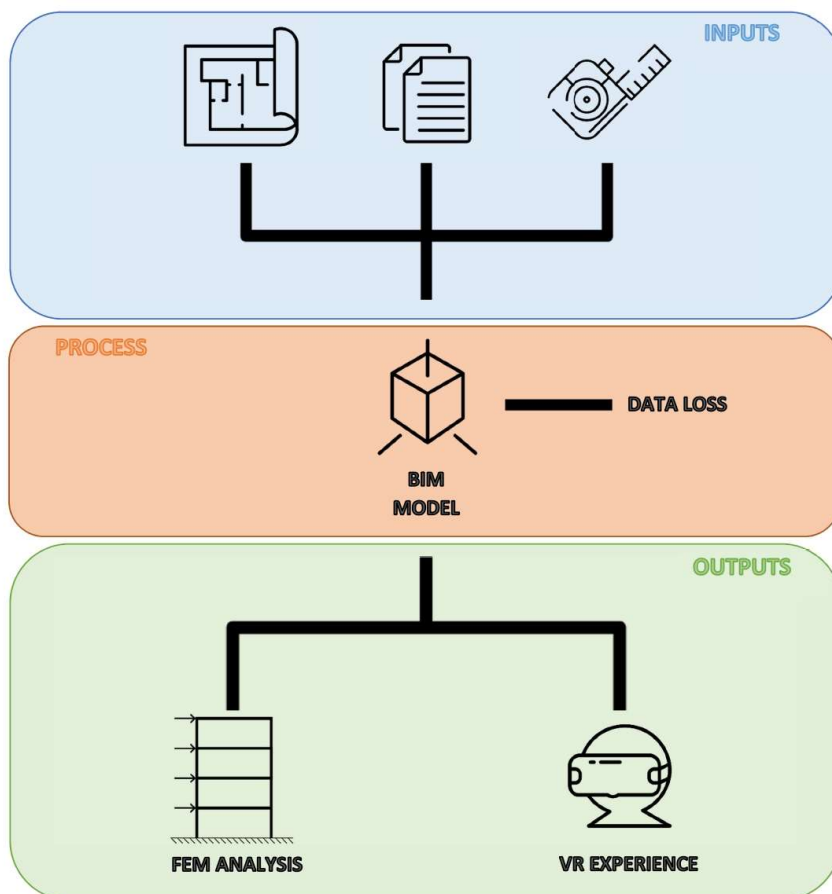 INPUTS
PROCESS
DATA LOSS
BIM
MODEL
OUTPUTS
FEM ANALYSIS
VR EXPERIENCE